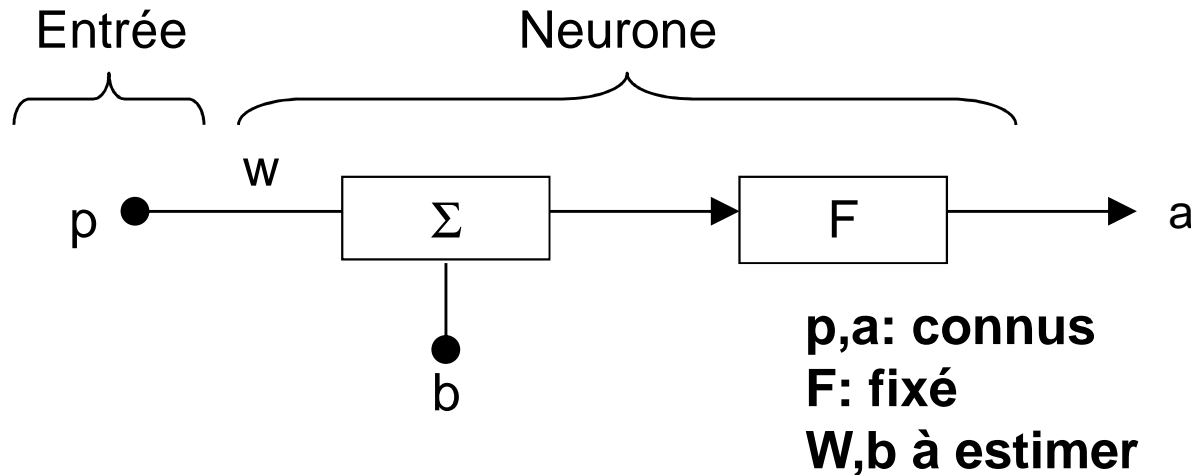 Entrée Neurone
w
p Σ F a
b
p,a: connus
F: fixé
W,b à estimer